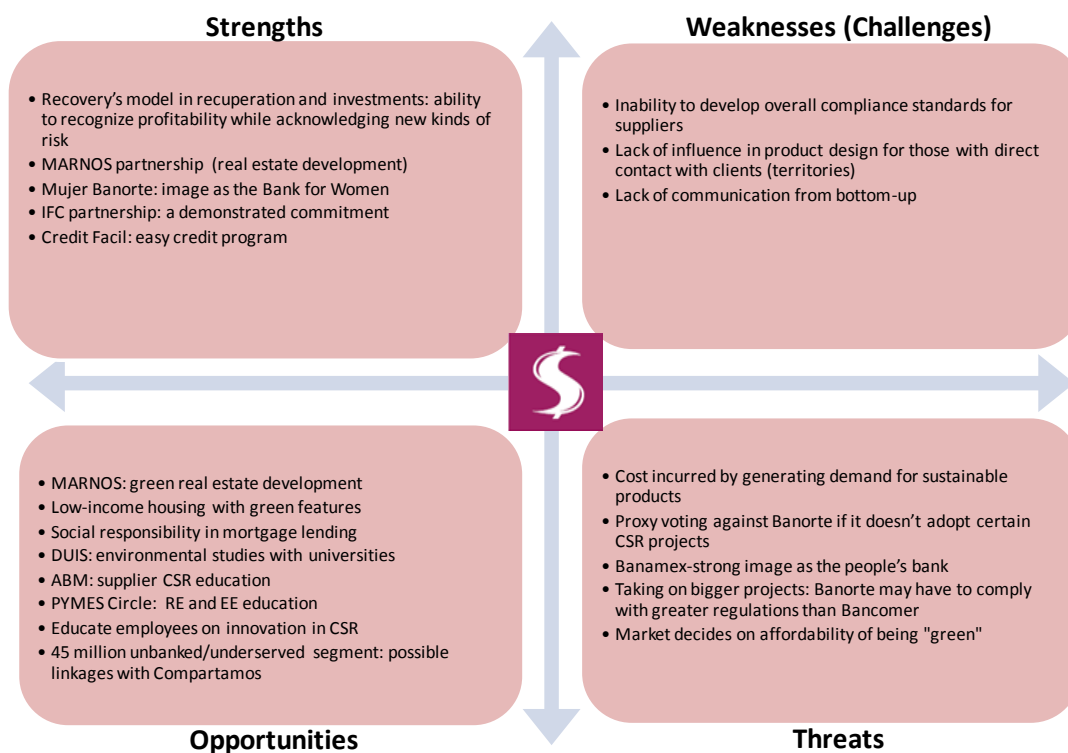 Strengths
• Recovery's model in recuperation and investments: ability
to recognize profitability while acknowledging new kinds of
risk
• MARNOS partnership (real estate development)
• Mujer Banorte: image as the Bank for Women
• IFC partnership: a demonstrated commitment
• Credit Facil: easy credit program
Weaknesses (Challenges)
• Inability to develop overall compliance standards for
suppliers
• Lack of influence in product design for those with direct
contact with clients (territories)
• Lack of communication from bottom-up
• MARNOS: green real estate development
• Low-income housing with green features
• Social responsibility in mortgage lending
• DUIS: environmental studies with universities
• ABM: supplier CSR education
• PYMES Circle: RE and EE education
• Educate employees on innovation in CSR
• 45 million unbanked/underserved segment: possible
linkages with Compartamos
Opportunities
• Cost incurred by generating demand for sustainable
products
• Proxy voting against Banorte if it doesn't adopt certain
CSR projects
• Banamex-strong image as the people's bank
• Taking on bigger projects: Banorte may have to comply
with greater regulations than Bancomer
• Market decides on affordability of being "green"
Threats